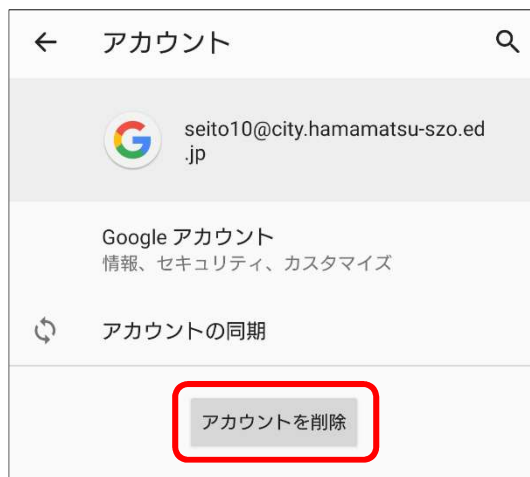 アカウント
seito10@city.hamamatsu-szo.ed
.jp
Google アカウント
情報、セキュリティ、カスタマイズ
アカウントの同期
アカウントを削除